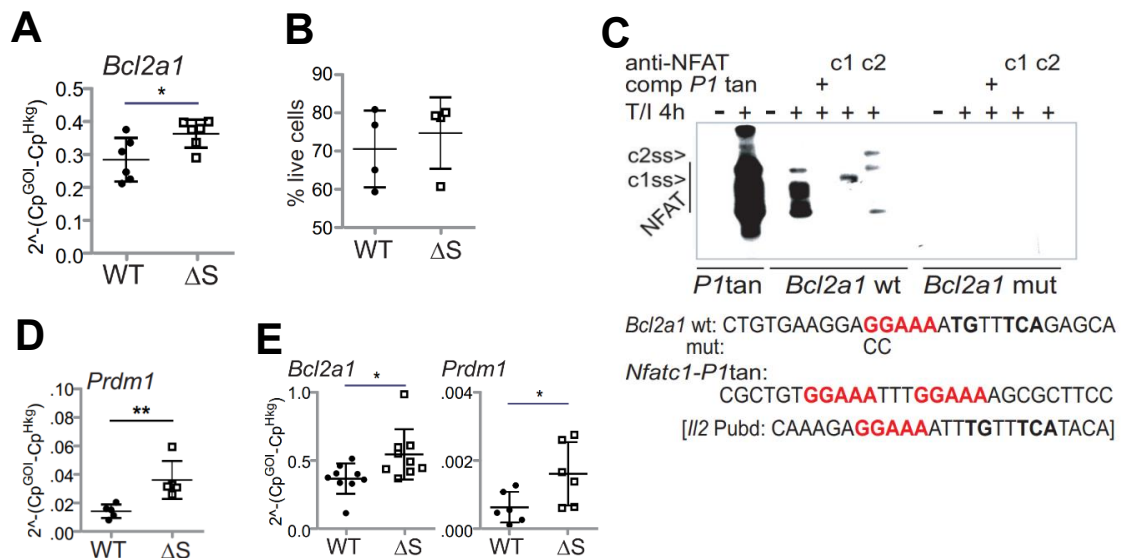 A
Bcl2a1
*
2^-(Cp^GOI-Cp^Hkg)
0.5
0.4
0.3
0.2
0.1
0.0
WT ΔS
B
% live cells
90
80
70
60
50
WT ΔS
C
anti-NFAT c1 c2 c1 c2
comp P1 tan + +
T/I 4h - + - + + + + - + + + +
c2ss>
c1ss>
NFAT
P1tan Bcl2a1 wt Bcl2a1 mut
Bcl2a1 wt: CTGTGAAGGAGGAAAATGTTTCAGAGCA
mut: CC
Nfatc1-P1tan:
CGCTGTGGAAATTTGGAAAAGCGCTTCC
[Il2 Pubd: CAAAGAGGAAAATTTGTTTCATACA]
D
Prdm1
**
2^-(Cp^GOI-Cp^Hkg)
.10
.08
.06
.04
.02
.00
WT ΔS
E
Bcl2a1
*
2^-(Cp^GOI-Cp^Hkg)
1.0
0.5
0.0
WT ΔS
Prdm1
*
0.004
0.002
.000
WT ΔS